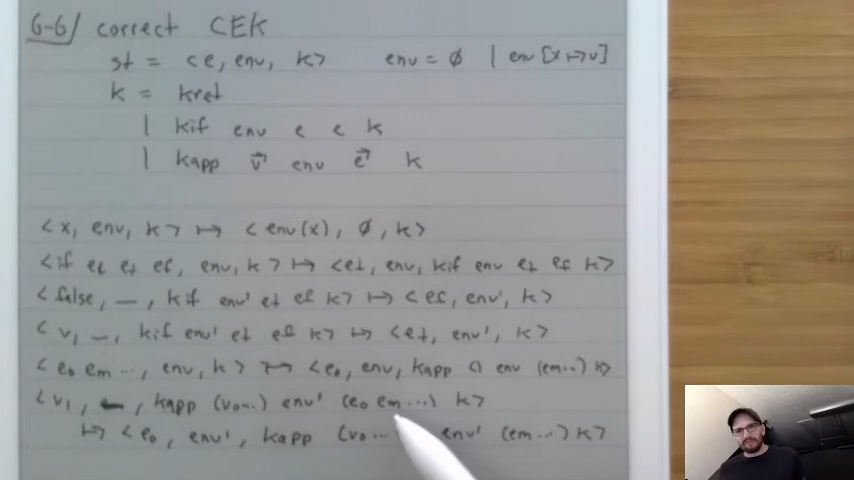 6-6/ correct CEK
st = <e, env, k> env = ∅ | env [x↦v]
k = kret
| kif env e e k
| kapp v⃗ env e⃗ k
<x, env, k> ↦ <env(x), ∅, k>
<if ec et ef, env, k> ↦ <et, env, kif env et ef k>
<false, —, kif env' et ef k> ↦ <ef, env', k>
<v, —, kif env' et ef k> ↦ <et, env', k>
<e₀ em ..., env, k> ↦ <e₀, env, kapp () env (em...) k>
<v₁, —, kapp (v₀...) env' (e₀ em...) k>
↦ <e₀, env', kapp (v₀... env' (em...) k>